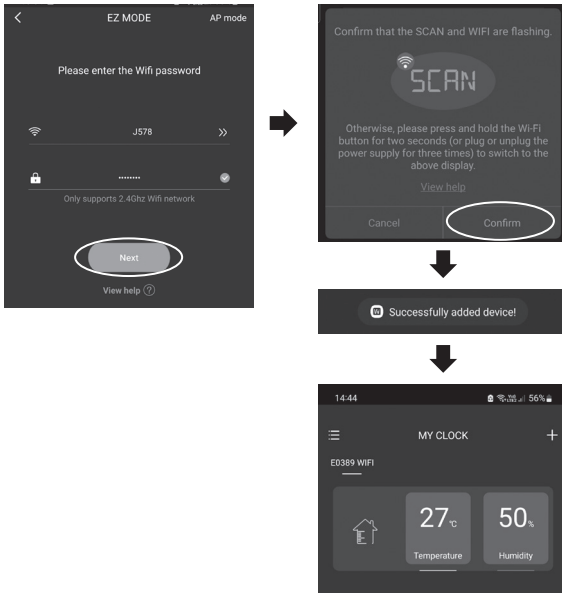 EZ MODE
AP mode
Please enter the Wifi password
J578
••••••••
Only supports 2.4Ghz Wifi network
Next
View help ?
Confirm that the SCAN and WIFI are flashing.
SCAN
Otherwise, please press and hold the Wi-Fi
button for two seconds (or plug or unplug the
power supply for three times) to switch to the
above display.
View help
Cancel
Confirm
Successfully added device!
14:44
56%
MY CLOCK
E0389 WIFI
27 °C
50 %
Temperature
Humidity